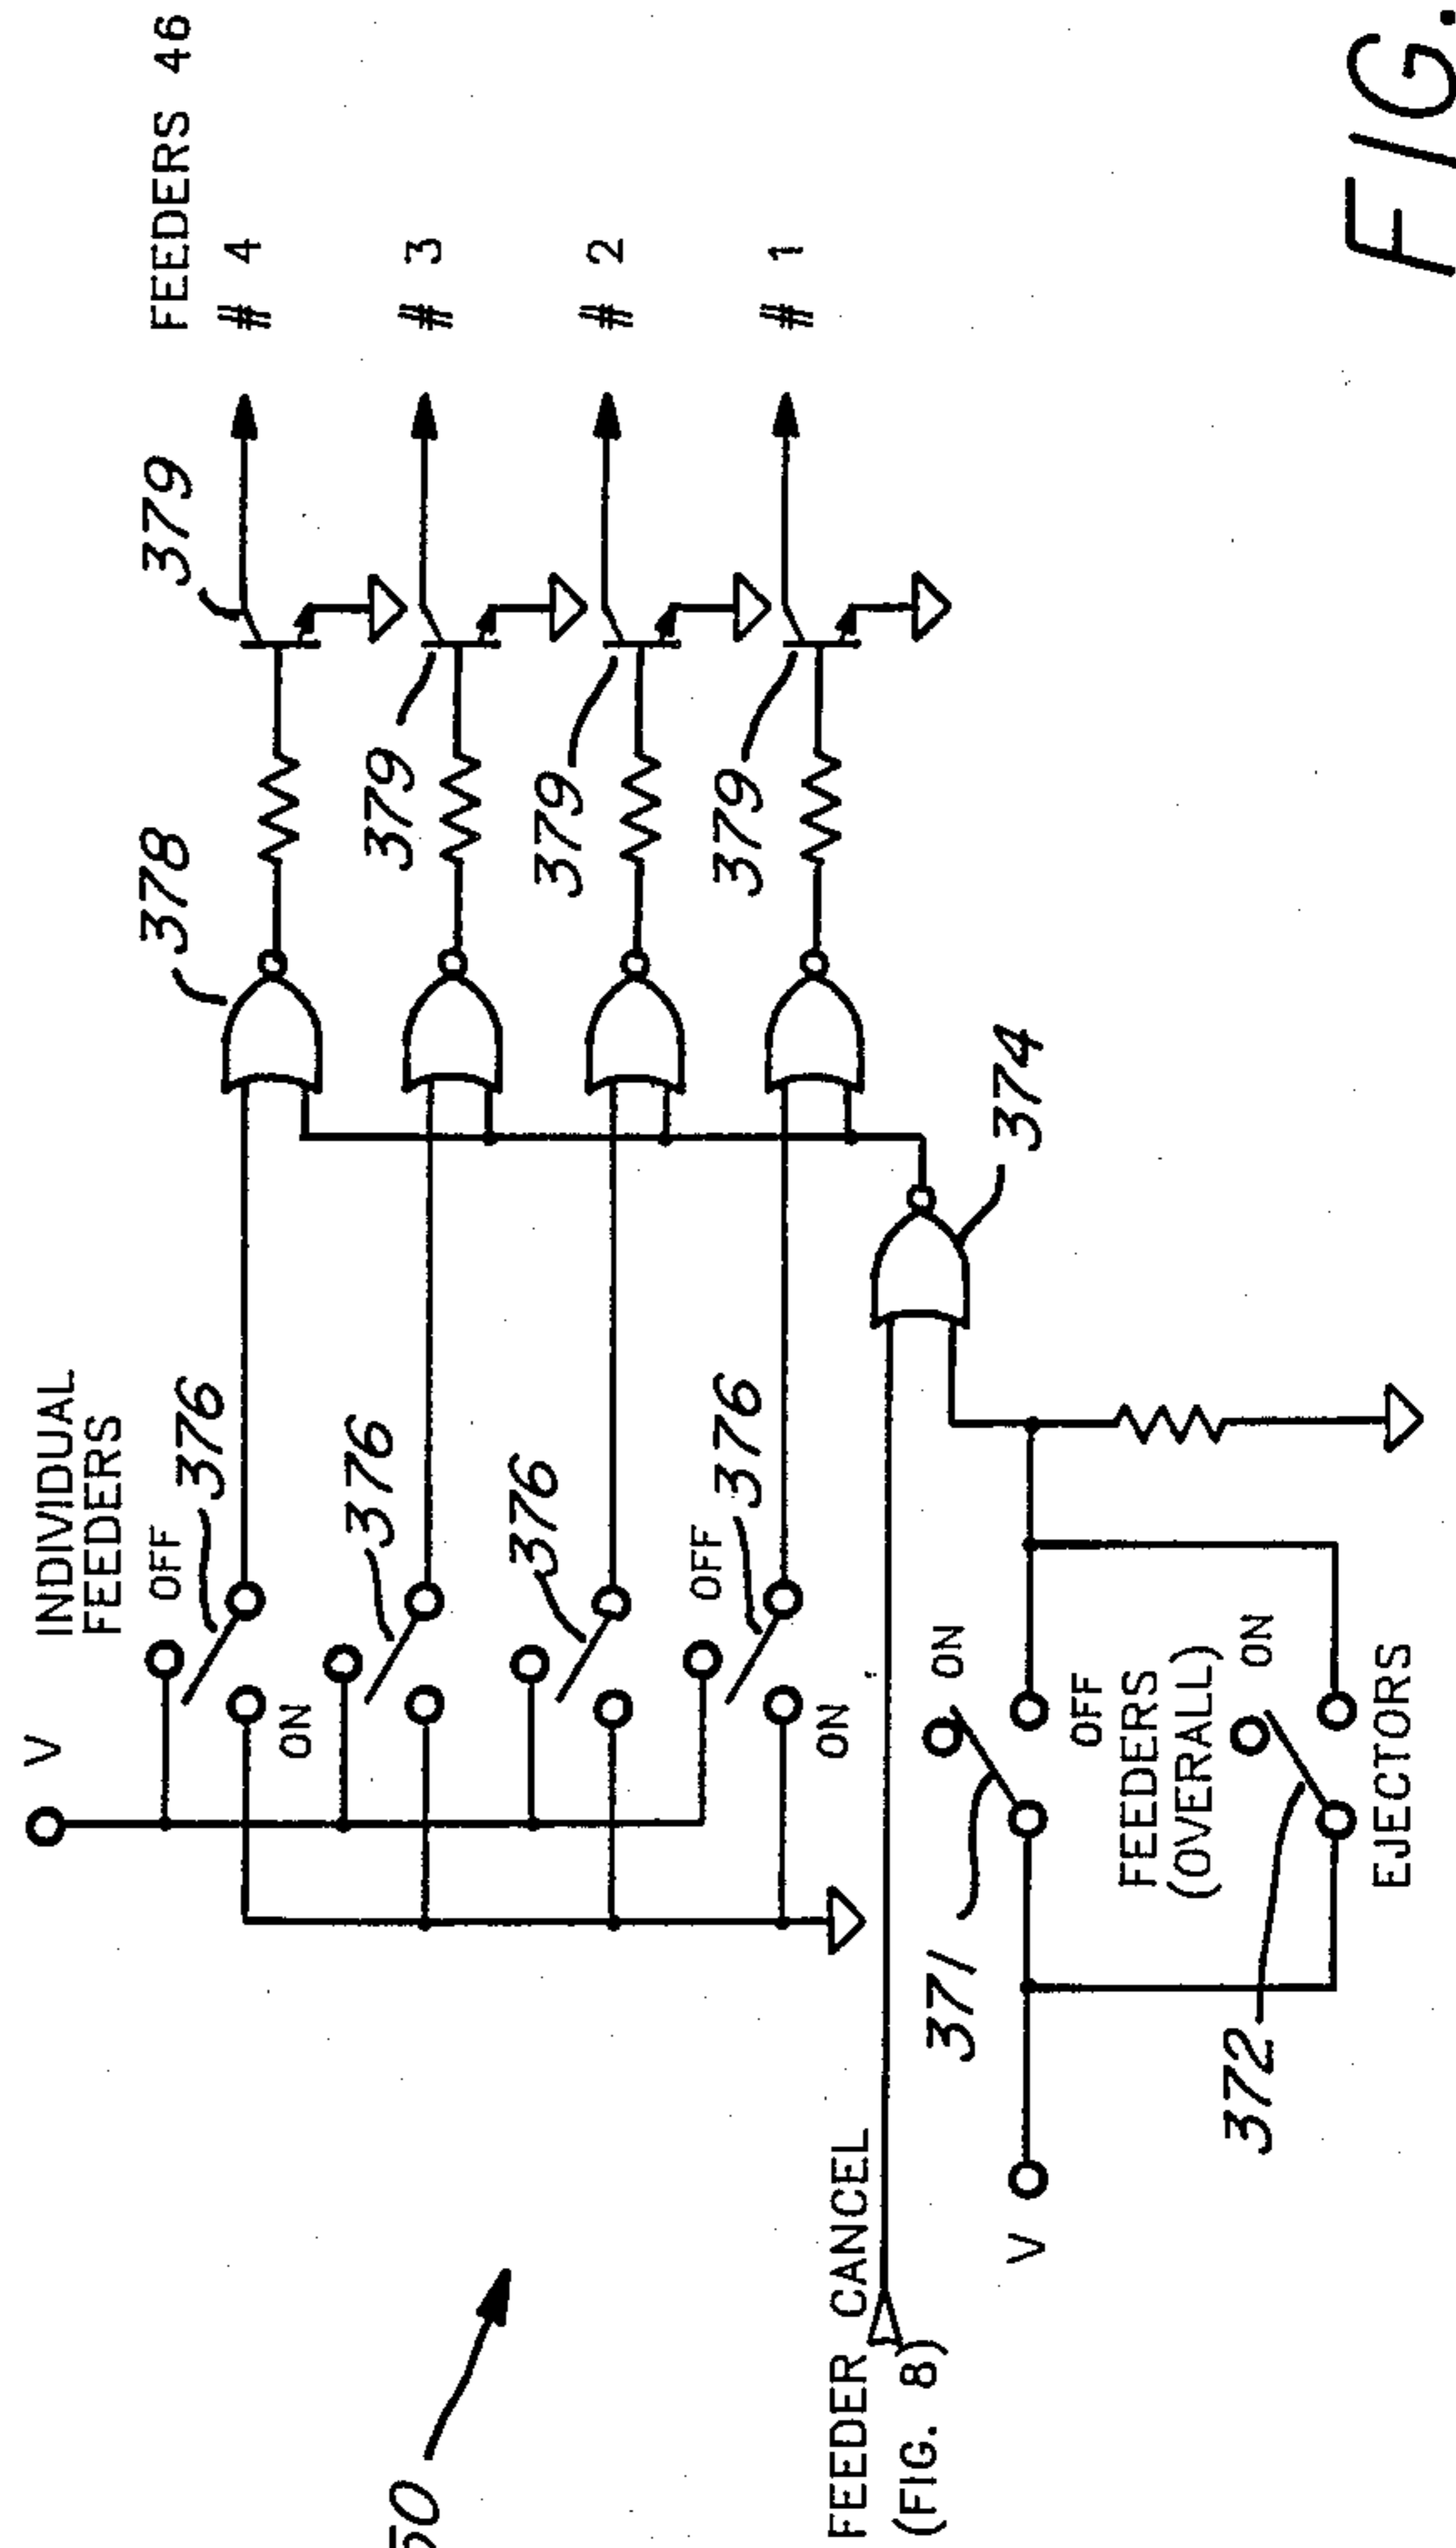 INDIVIDUAL
FEEDERS
V
OFF
376
ON
376
376
OFF
376
ON
378
379
379
379
379
FEEDERS 46
# 4
# 3
# 2
# 1
374
FEEDER CANCEL
(FIG. 8)
V
371
ON
OFF
FEEDERS
(OVERALL)
372
ON
EJECTORS
FIG.